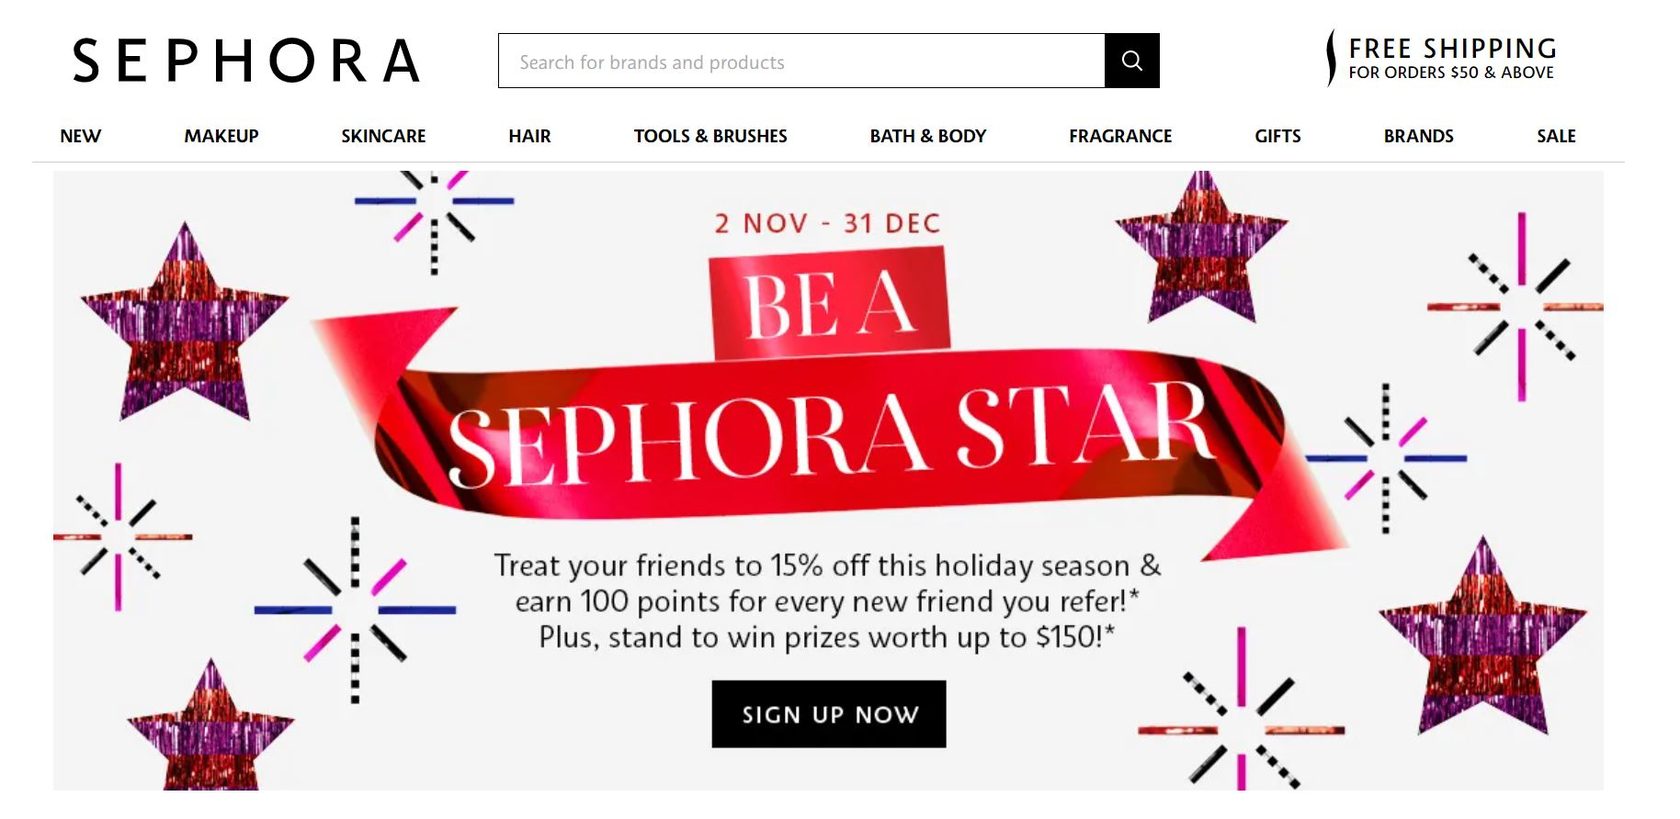 SEPHORA
Search for brands and products
FREE SHIPPING
FOR ORDERS $50 & ABOVE
NEW MAKEUP SKINCARE HAIR TOOLS & BRUSHES BATH & BODY FRAGRANCE GIFTS BRANDS SALE
2 NOV - 31 DEC
BE A
SEPHORA STAR
Treat your friends to 15% off this holiday season &
earn 100 points for every new friend you refer!*
Plus, stand to win prizes worth up to $150!*
SIGN UP NOW